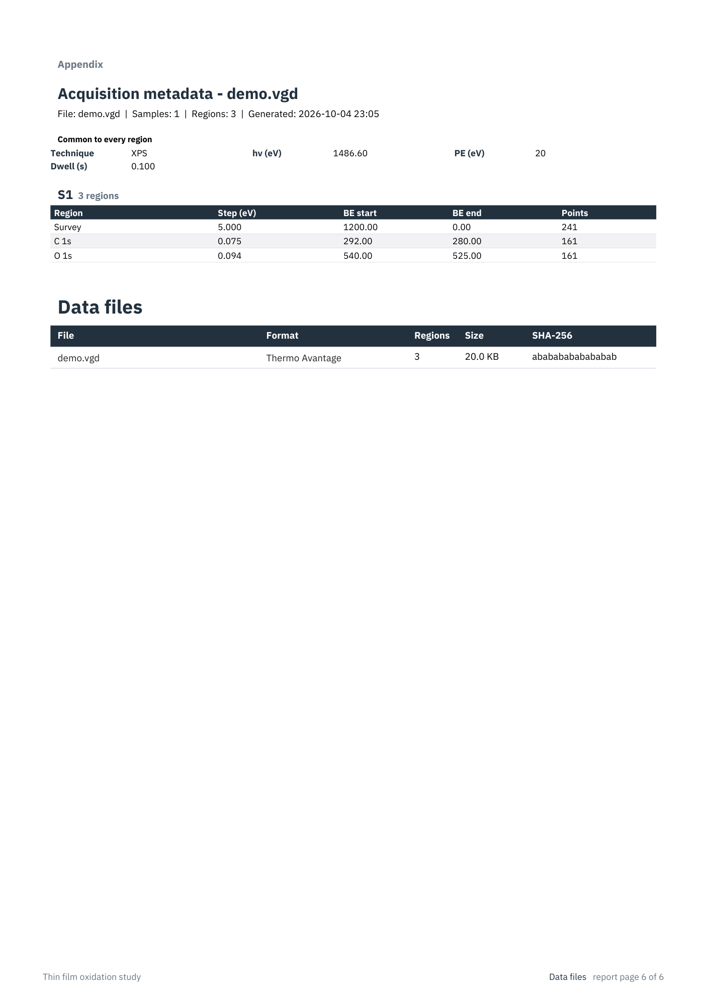 Appendix
Acquisition metadata - demo.vgd
File: demo.vgd | Samples: 1 | Regions: 3 | Generated: 2026-10-04 23:05
Common to every region
Technique XPS hv (eV) 1486.60 PE (eV) 20
Dwell (s) 0.100
S1 3 regions
Region Step (eV) BE start BE end Points
Survey 5.000 1200.00 0.00 241
C 1s 0.075 292.00 280.00 161
O 1s 0.094 540.00 525.00 161
Data files
File Format Regions Size SHA-256
demo.vgd Thermo Avantage 3 20.0 KB abababababababab
Thin film oxidation study Data files report page 6 of 6